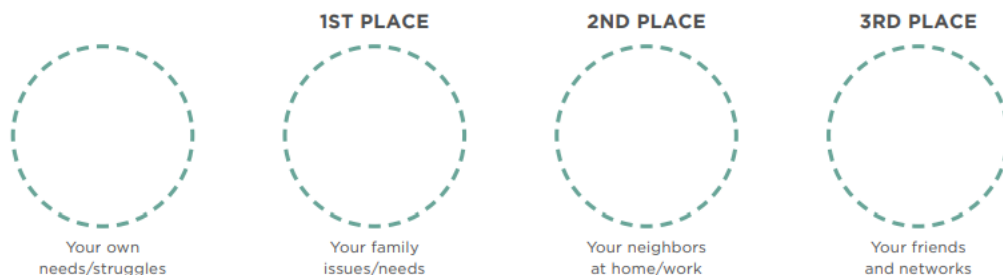 1ST PLACE
2ND PLACE
3RD PLACE
Your own
needs/struggles
Your family
issues/needs
Your neighbors
at home/work
Your friends
and networks